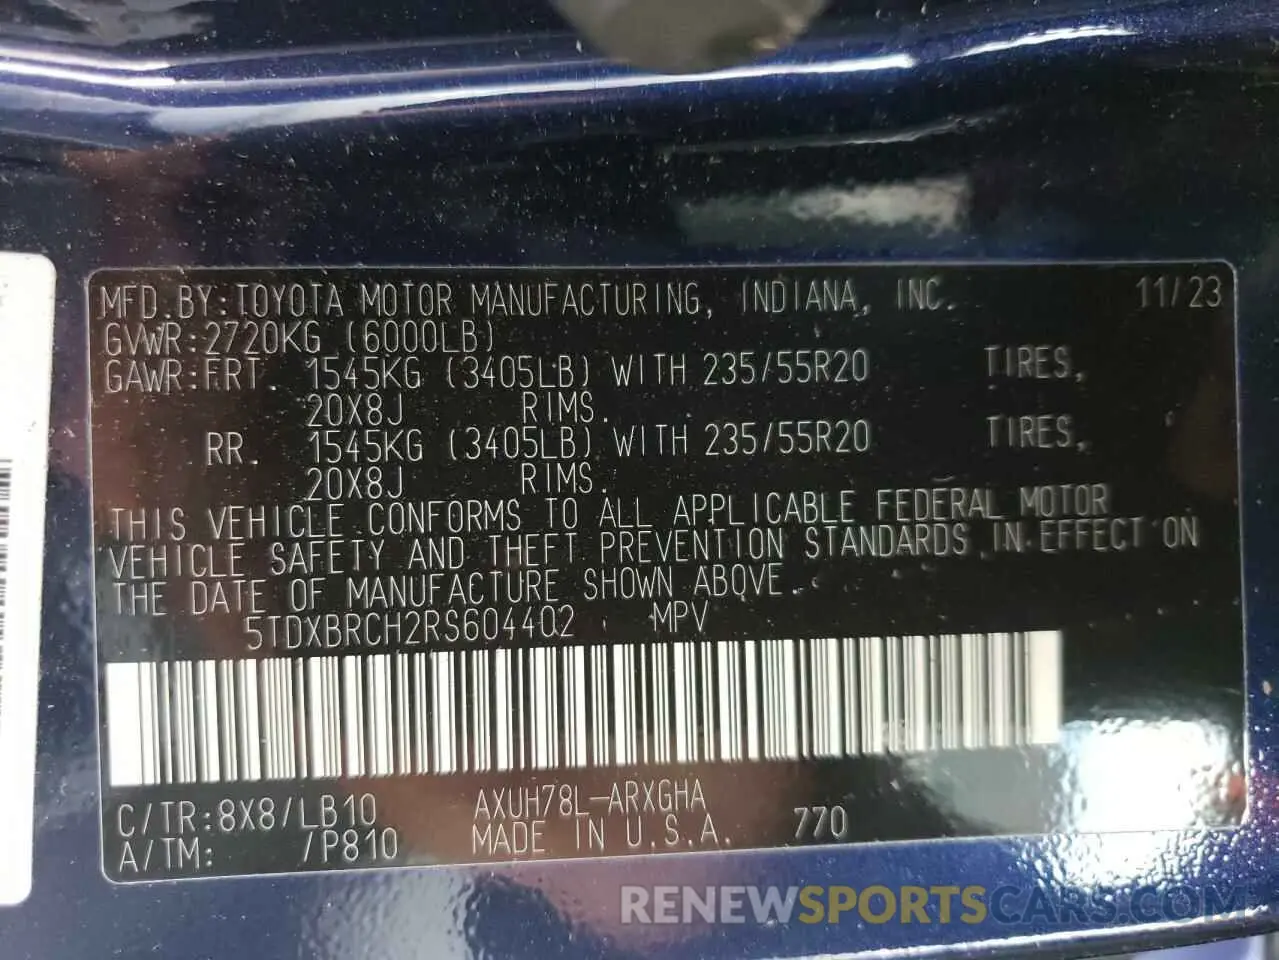 MFD.BY:TOYOTA MOTOR MANUFACTURING, INDIANA, INC. 11/23
GVWR:2720KG (6000LB)
GAWR:FRT. 1545KG (3405LB) WITH 235/55R20 TIRES,
20X8J RIMS.
RR. 1545KG (3405LB) WITH 235/55R20 TIRES,
20X8J RIMS.
THIS VEHICLE CONFORMS TO ALL APPLICABLE FEDERAL MOTOR
VEHICLE SAFETY AND THEFT PREVENTION STANDARDS IN EFFECT ON
THE DATE OF MANUFACTURE SHOWN ABOVE.
5TDXBRCH2RS604402 MPV
C/TR:8X8/LB10 AXUH78L-ARXGHA
A/TM: /P810 MADE IN U.S.A. 770
RENEWSPORTSCARS.COM